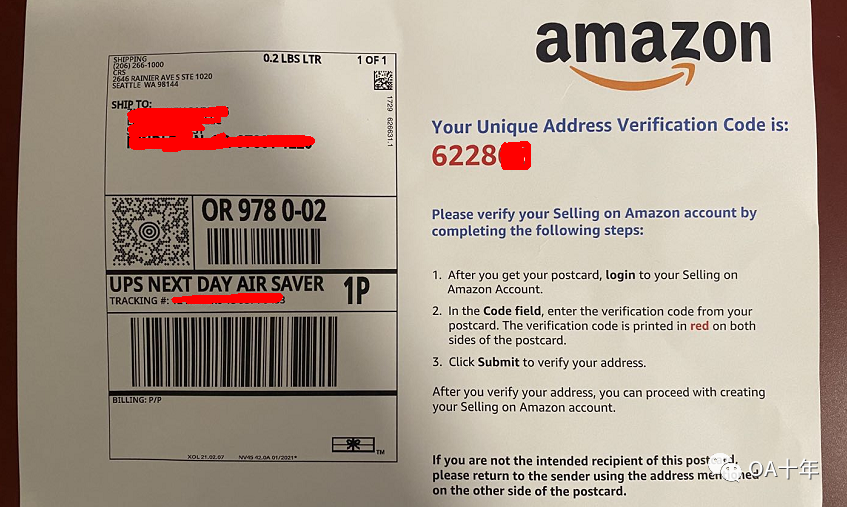 SHIPPING
(206) 266-1000
CRS
2646 RAINIER AVE S STE 1020
SEATTLE WA 98144
0.2 LBS LTR
1 OF 1
SHIP TO:
1729 626631.1
OR 978 0-02
UPS NEXT DAY AIR SAVER
TRACKING #:
1P
BILLING: P/P
XOL 21.02.07 NV45 42.0A 01/2021*
TM
amazon
Your Unique Address Verification Code is:
6228
Please verify your Selling on Amazon account by
completing the following steps:
1. After you get your postcard, login to your Selling on
Amazon Account.
2. In the Code field, enter the verification code from your
postcard. The verification code is printed in red on both
sides of the postcard.
3. Click Submit to verify your address.
After you verify your address, you can proceed with creating
your Selling on Amazon account.
If you are not the intended recipient of this
please return to the sender using the address
on the other side of the postcard.
OA十年